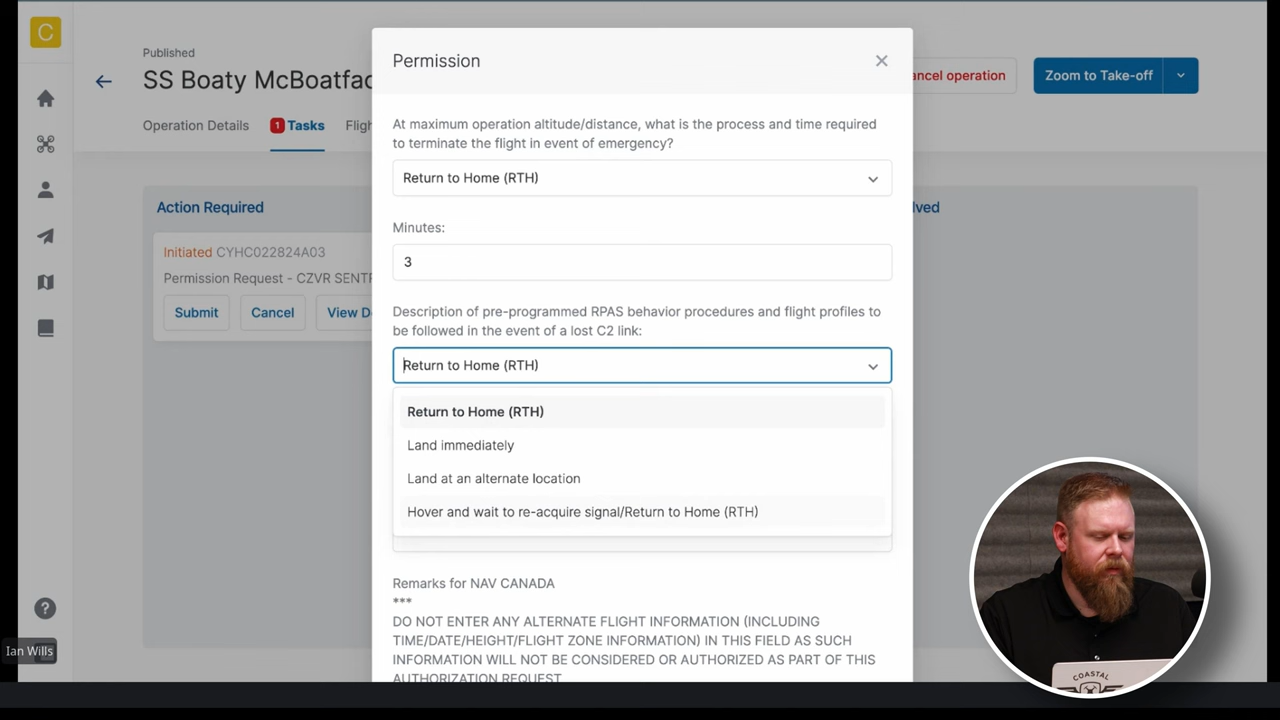 C
Published
SS Boaty McBoatfac
Operation Details
1 Tasks
Fligh
Action Required
Initiated CYHC022824A03
Permission Request - CZVR SENTR
Submit
Cancel
View D
Permission
At maximum operation altitude/distance, what is the process and time required
to terminate the flight in event of emergency?
Return to Home (RTH)
Minutes:
3
Description of pre-programmed RPAS behavior procedures and flight profiles to
be followed in the event of a lost C2 link:
Return to Home (RTH)
Return to Home (RTH)
Land immediately
Land at an alternate location
Hover and wait to re-acquire signal/Return to Home (RTH)
Remarks for NAV CANADA
***
DO NOT ENTER ANY ALTERNATE FLIGHT INFORMATION (INCLUDING
TIME/DATE/HEIGHT/FLIGHT ZONE INFORMATION) IN THIS FIELD AS SUCH
INFORMATION WILL NOT BE CONSIDERED OR AUTHORIZED AS PART OF THIS
AUTHORIZATION REQUEST
ancel operation
Zoom to Take-off
lved
?
Ian Wills
COASTAL